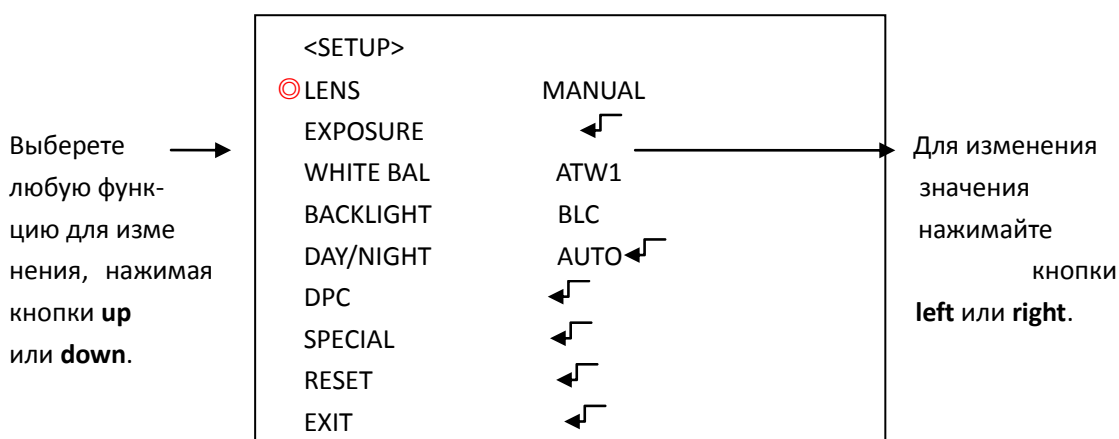 Выберете
любую функ-
цию для изме
нения, нажимая
кнопки up
или down.
<SETUP>
◎LENS MANUAL
EXPOSURE
WHITE BAL ATW1
BACKLIGHT BLC
DAY/NIGHT AUTO
DPC
SPECIAL
RESET
EXIT
Для изменения
значения
нажимайте
кнопки
left или right.